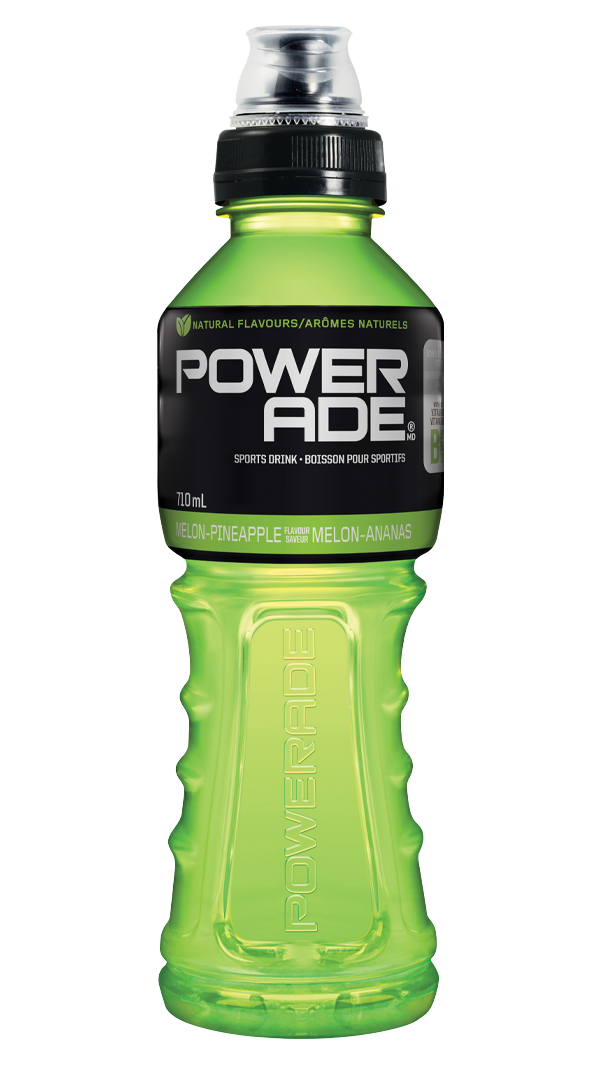 NATURAL FLAVOURS/ARÔMES NATURELS
POWER
ADE®
MD
SPORTS DRINK • BOISSON POUR SPORTIFS
710 mL
MELON-PINEAPPLE FLAVOUR SAVEUR MELON-ANANAS
POWERADE